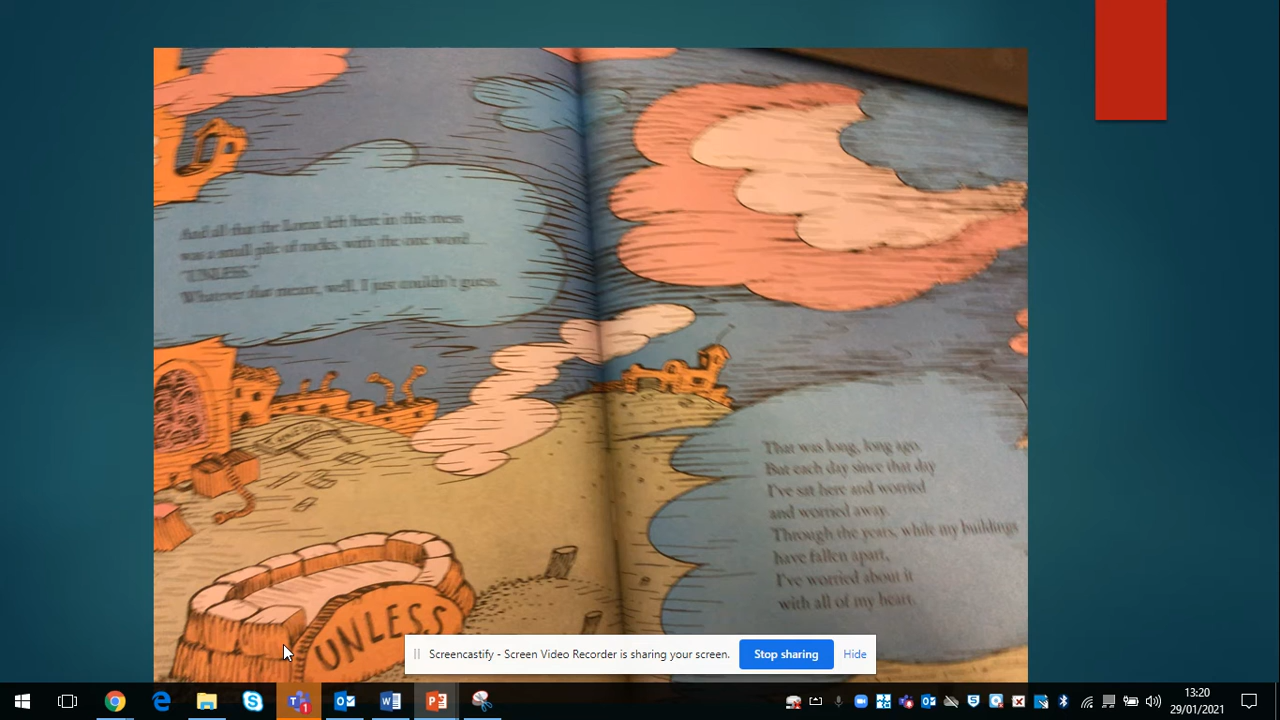 And all that the Lorax left here in this mess
was a small pile of rocks, with the one word...
"UNLESS."
Whatever that meant, well, I just couldn't guess.
UNLESS
That was long, long ago.
But each day since that day
I've sat here and worried
and worried away.
Through the years, while my buildings
have fallen apart,
I've worried about it
with all of my heart.
Screencastify - Screen Video Recorder is sharing your screen.
Stop sharing
Hide
1
13:20
29/01/2021